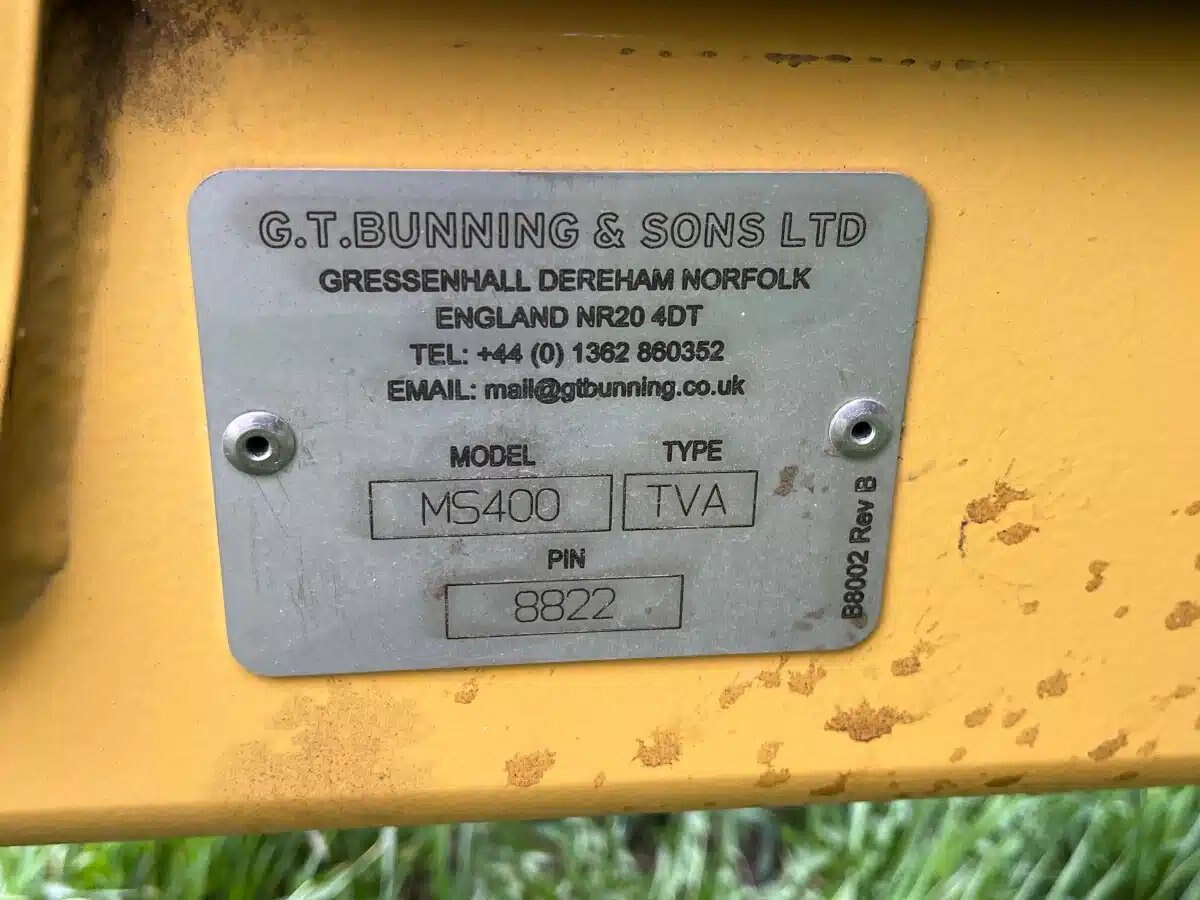 G.T.BUNNING & SONS LTD
GRESSENHALL DEREHAM NORFOLK
ENGLAND NR20 4DT
TEL: +44 (0) 1362 860352
EMAIL: mail@gtbunning.co.uk
MODEL TYPE
MS400 TVA
PIN
8822
B8002 Rev B